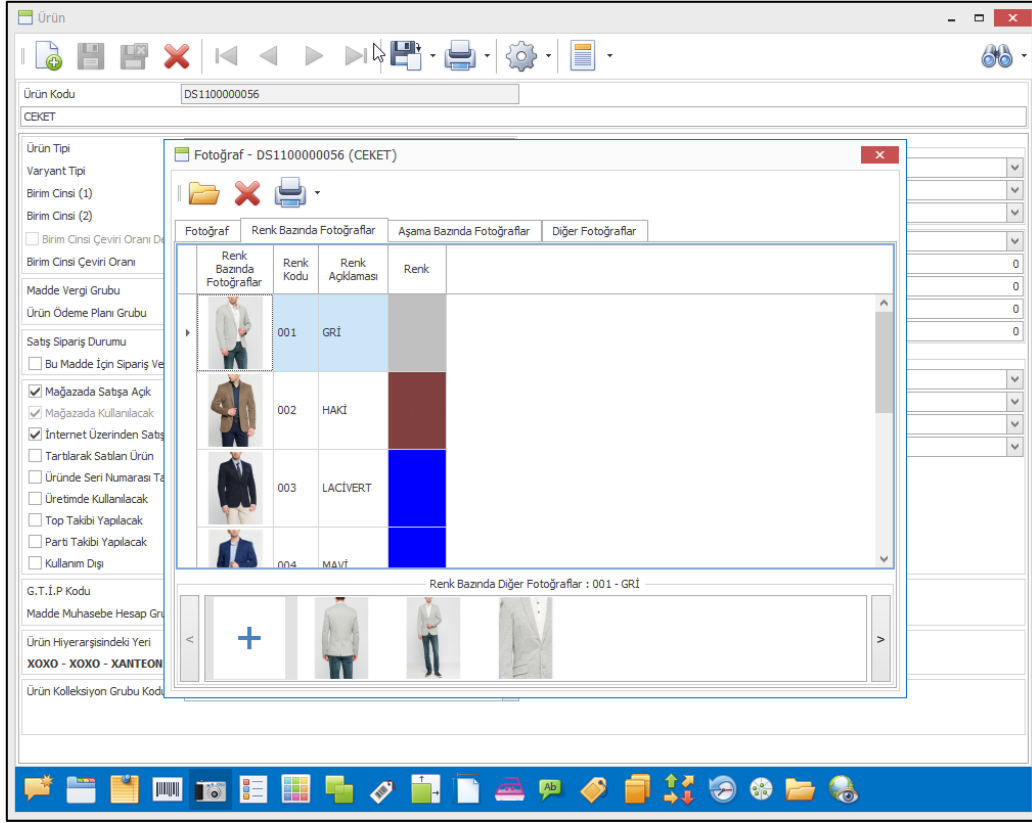 Ürün
Ürün Kodu DS1100000056
CEKET
Ürün Tipi
Varyant Tipi
Birim Cinsi (1)
Birim Cinsi (2)
Birim Cinsi Çeviri Oranı
Birim Cinsi Çeviri Oranı 0
Madde Vergi Grubu 0
Ürün Ödeme Planı Grubu 0
0
Satış Sipariş Durumu
Bu Madde İçin Sipariş
Mağazada Satışa Açık
Mağazada Kullanılacak
İnternet Üzerinden Satış
Tartılarak Satılan Ürün
Üründe Seri Numarası
Üretimde Kullanılacak
Top Takibi Yapılacak
Parti Takibi Yapılacak
Kullanım Dışı
G.T.İ.P Kodu
Madde Muhasebe Hesap
Ürün Hiyerarşisindeki Yeri
XOXO - XOXO - XANTEON
Ürün Kolleksiyon Grubu Kodu
Fotoğraf - DS1100000056 (CEKET)
Fotoğraf Renk Bazında Fotoğraflar Aşama Bazında Fotoğraflar Diğer Fotoğraflar
Renk Bazında Fotoğraflar Renk Kodu Renk Açıklaması Renk
001 GRİ
002 HAKİ
003 LACİVERT
004 MAVİ
Renk Bazında Diğer Fotoğraflar : 001 - GRİ
< + >
Ab